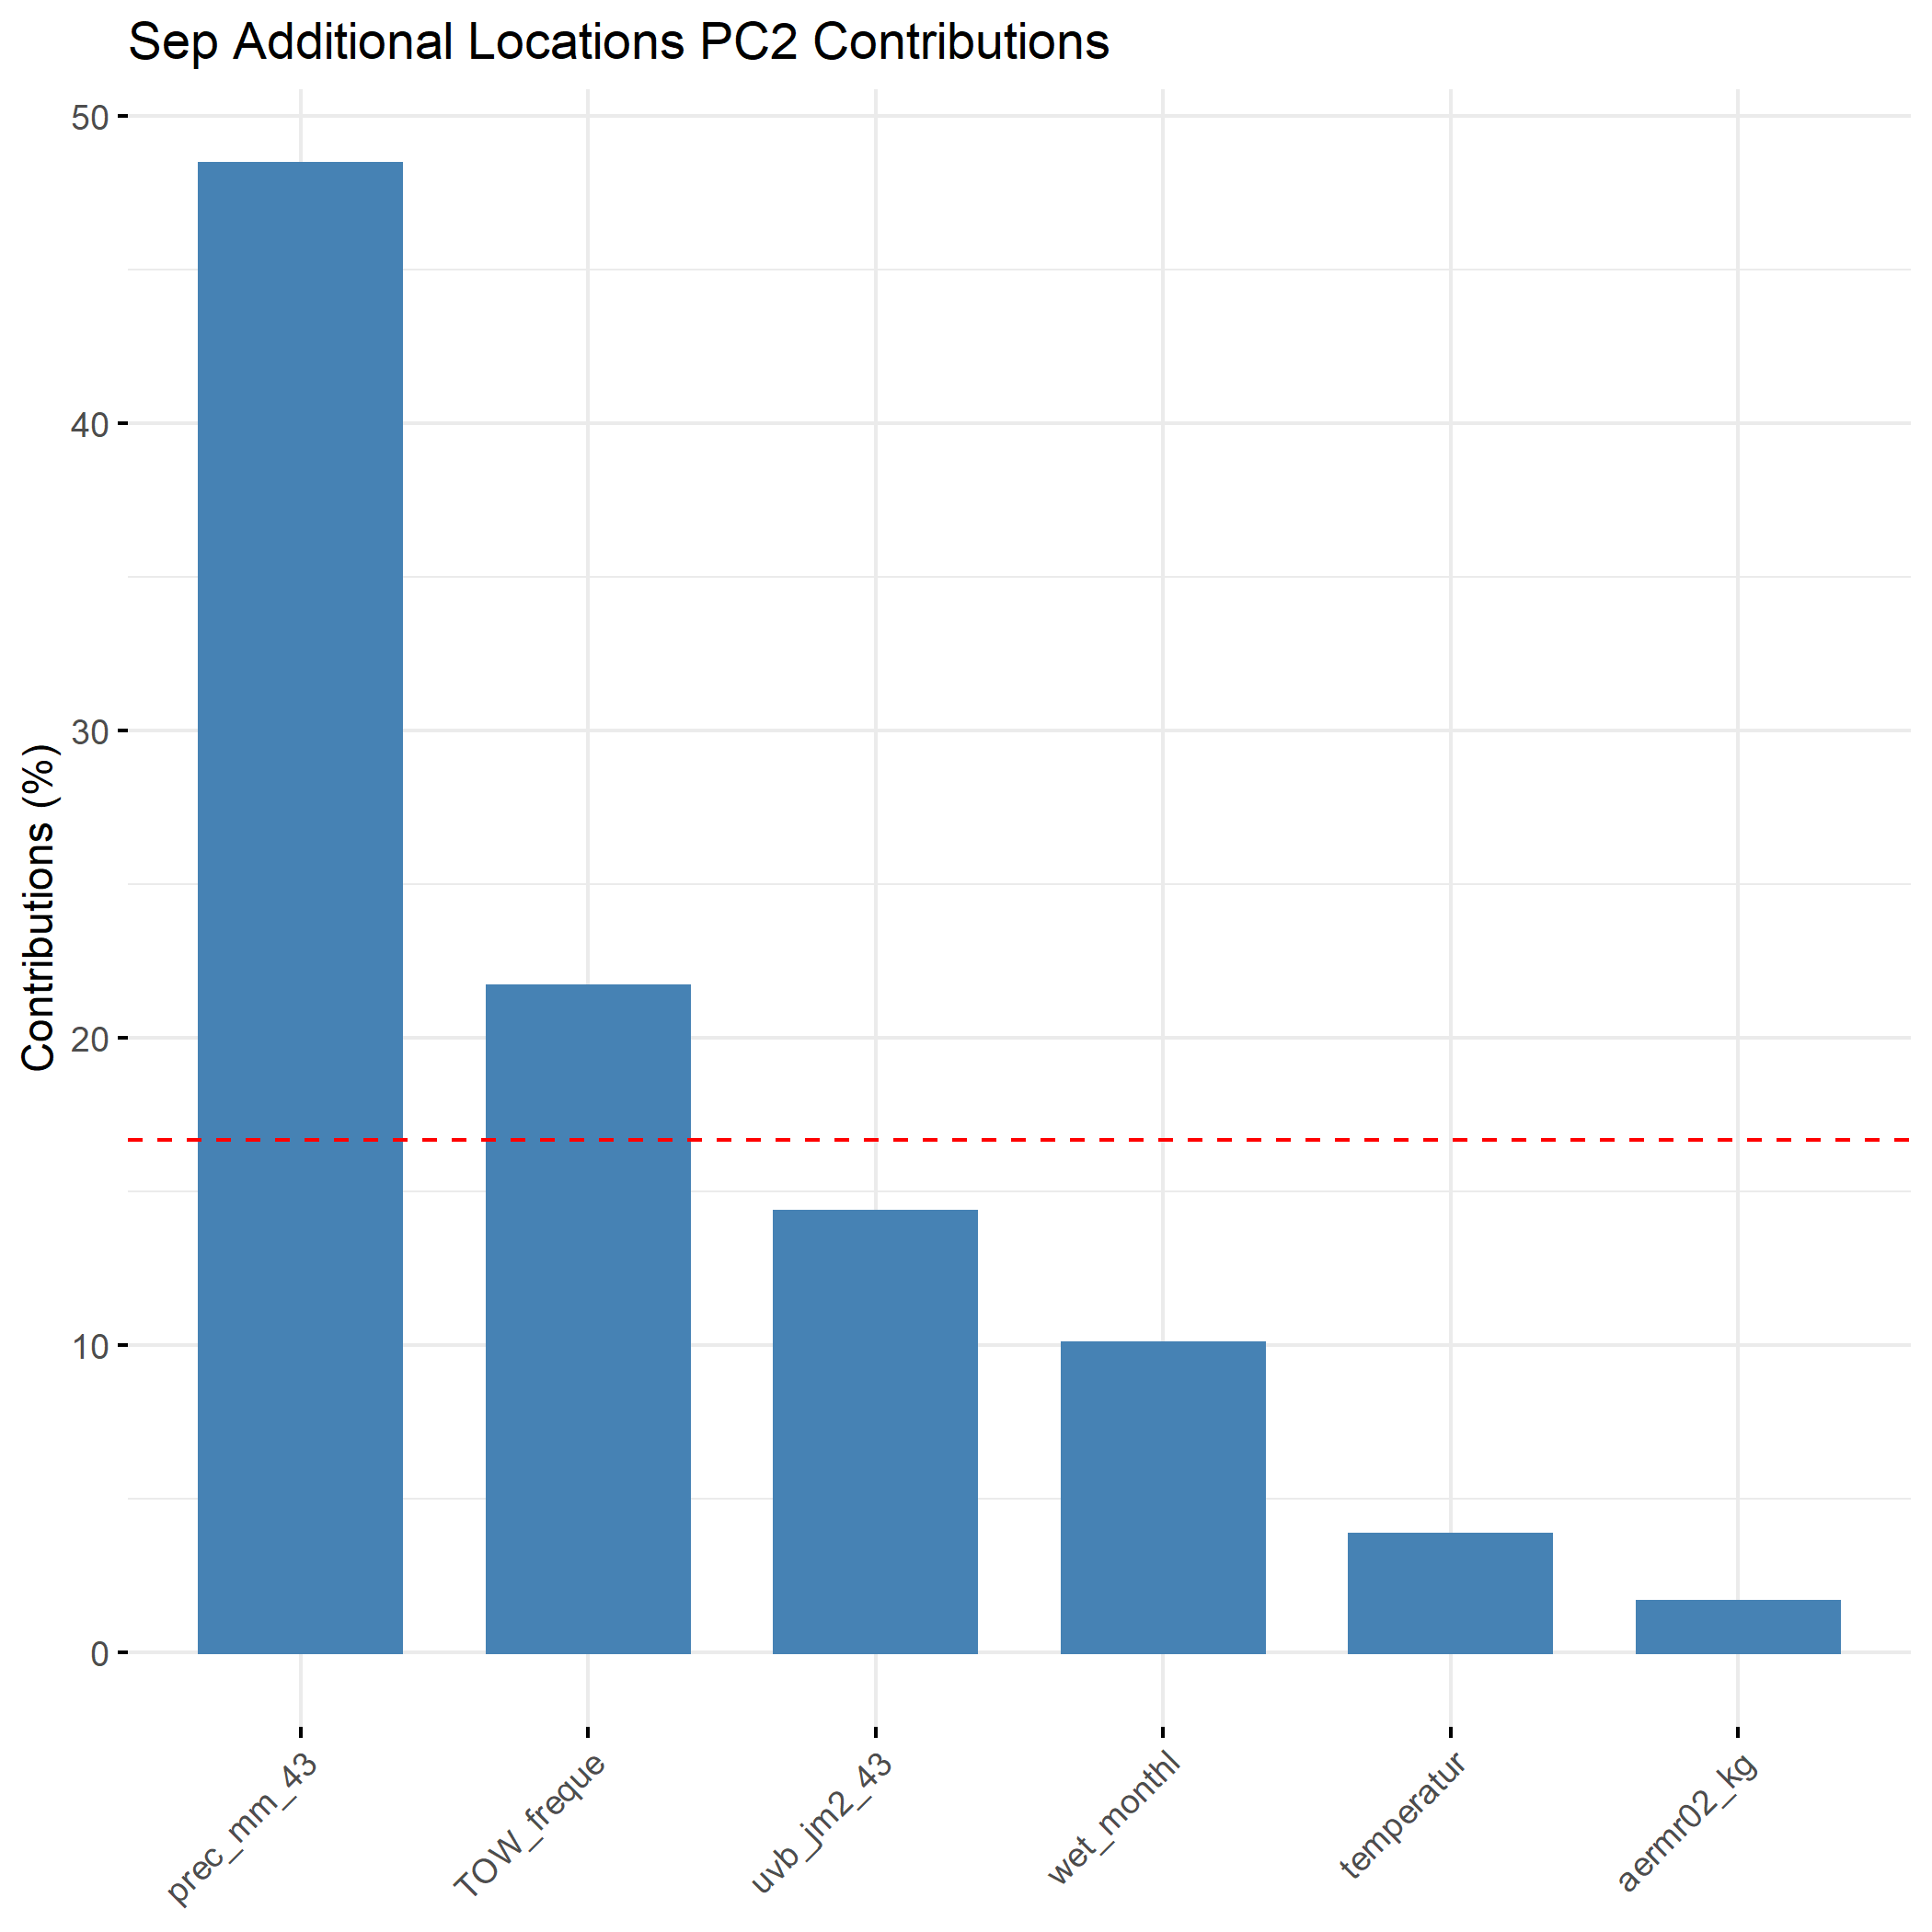 Sep Additional Locations PC2 Contributions
Contributions (%)
50
40
30
20
10
0
prec_mm_43
TOW_freque
uvb_jm2_43
wet_monthl
temperatur
aermr02_kg